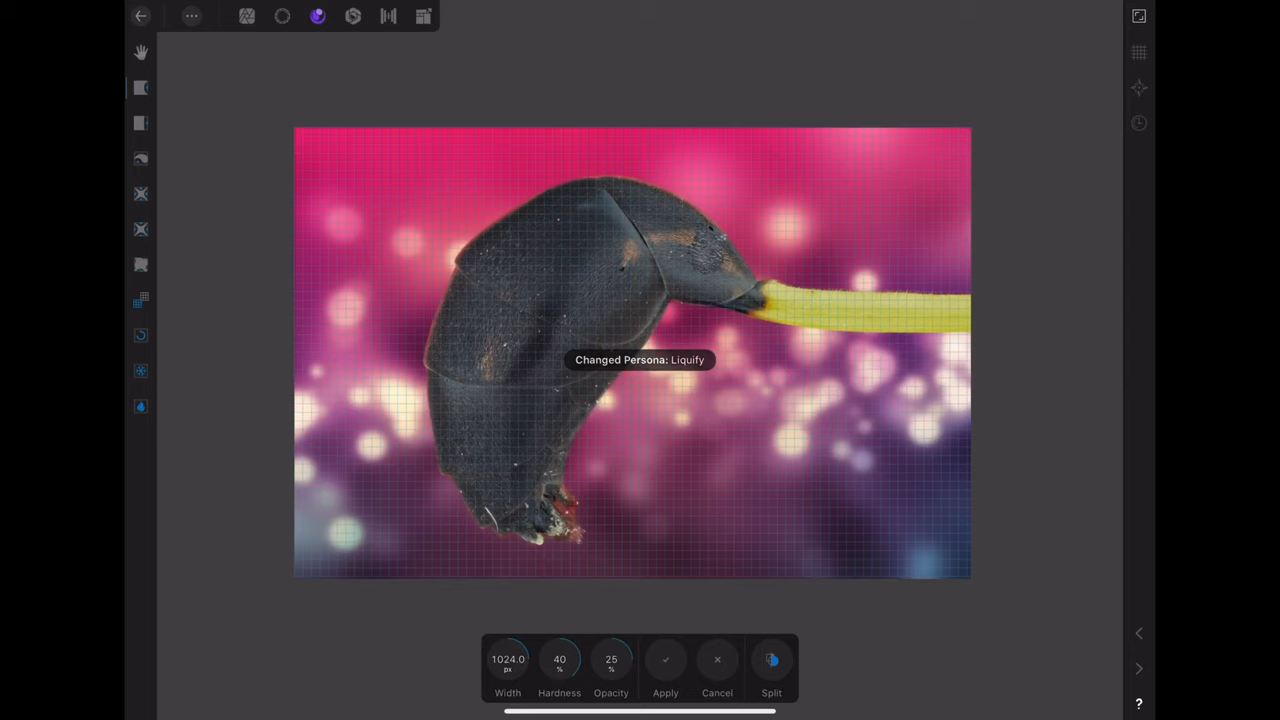 Changed Persona: Liquify
1024.0 px
40 %
25 %
Width
Hardness
Opacity
Apply
Cancel
Split
?